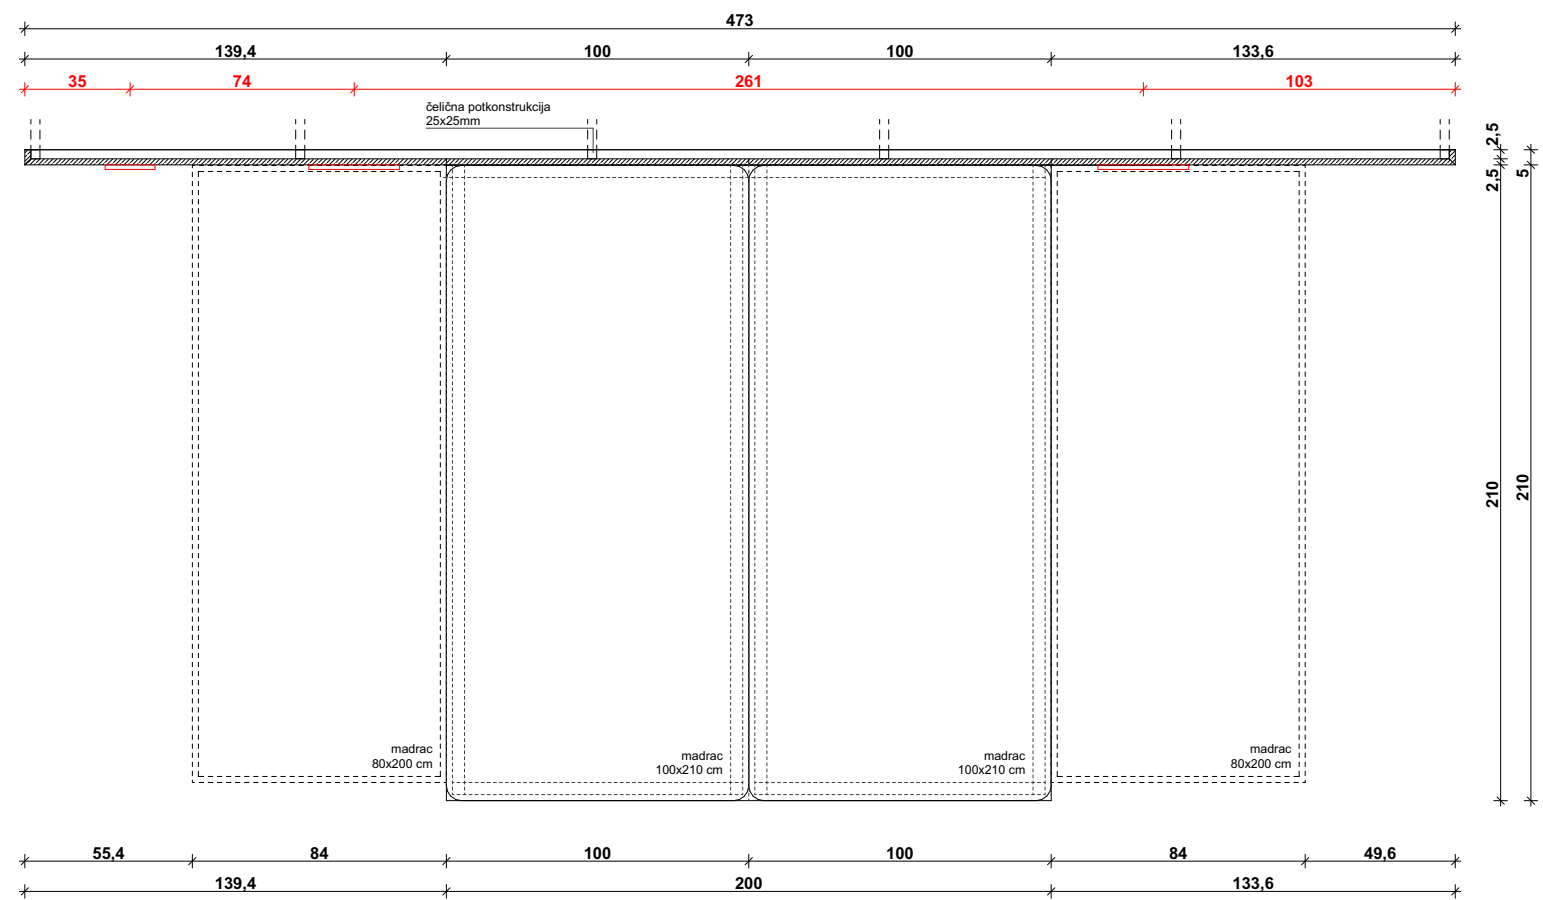 473
139,4 100 100 133,6
35 74 261 103
čelična potkonstrukcija
25x25mm
2,5
2,5 5
210 210
madrac
80x200 cm
madrac
100x210 cm
madrac
100x210 cm
madrac
80x200 cm
55,4 84 100 100 84 49,6
139,4 200 133,6